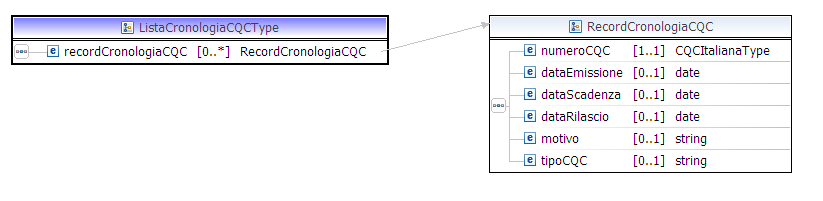 ListaCronologiaCQCType
recordCronologiaCQC [0..*] RecordCronologiaCQC
RecordCronologiaCQC
numeroCQC [1..1] CQCItalianaType
dataEmissione [0..1] date
dataScadenza [0..1] date
dataRilascio [0..1] date
motivo [0..1] string
tipoCQC [0..1] string